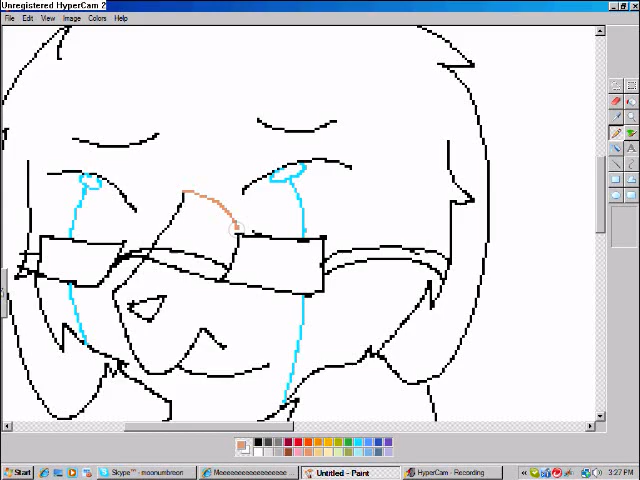 Unregistered HyperCam 2
File Edit View Image Colors Help
Start
Skype™ - moonumbreon
Meeeeeeeeeeeeeeeeee ...
Untitled - Paint
HyperCam - Recording
3:27 PM